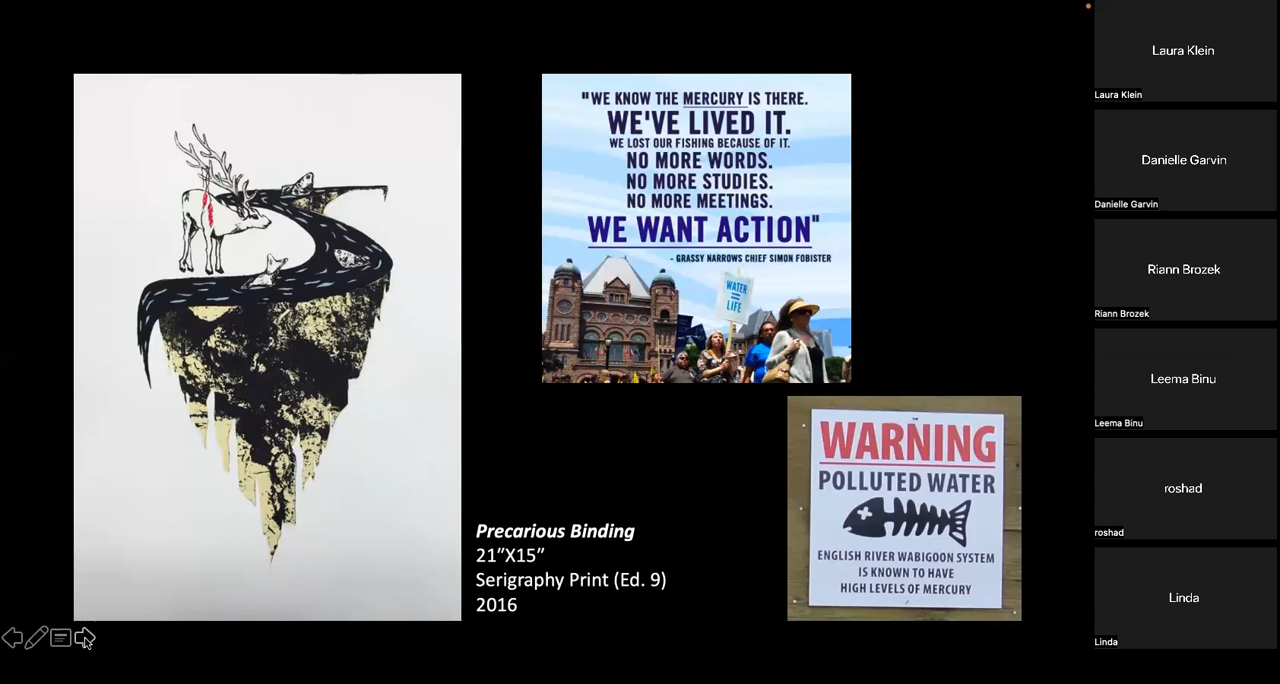 "WE KNOW THE MERCURY IS THERE.
WE'VE LIVED IT.
WE LOST OUR FISHING BECAUSE OF IT.
NO MORE WORDS.
NO MORE STUDIES.
NO MORE MEETINGS.
WE WANT ACTION"
- GRASSY NARROWS CHIEF SIMON FOBISTER
WATER
=
LIFE
WARNING
POLLUTED WATER
ENGLISH RIVER WABIGOON SYSTEM
IS KNOWN TO HAVE
HIGH LEVELS OF MERCURY
Precarious Binding
21”X15”
Serigraphy Print (Ed. 9)
2016
Laura Klein
Laura Klein
Danielle Garvin
Danielle Garvin
Riann Brozek
Riann Brozek
Leema Binu
Leema Binu
roshad
roshad
Linda
Linda